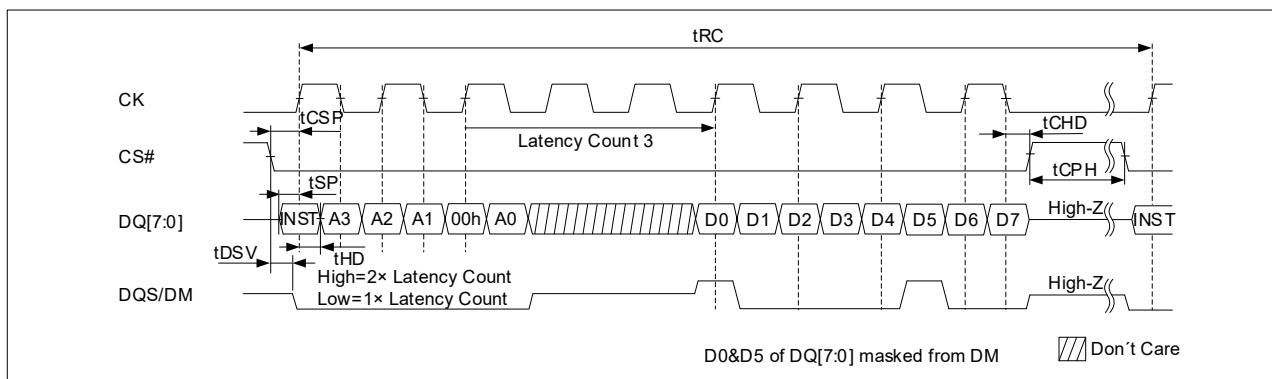 tRC
CK
tCSP
Latency Count 3
tCHD
CS#
tCPH
tSP
DQ[7:0]
INST A3 A2 A1 00h A0 D0 D1 D2 D3 D4 D5 D6 D7 High-Z INST
tDSV
tHD
High=2× Latency Count
Low=1× Latency Count
DQS/DM
High-Z
D0&D5 of DQ[7:0] masked from DM
Don´t Care